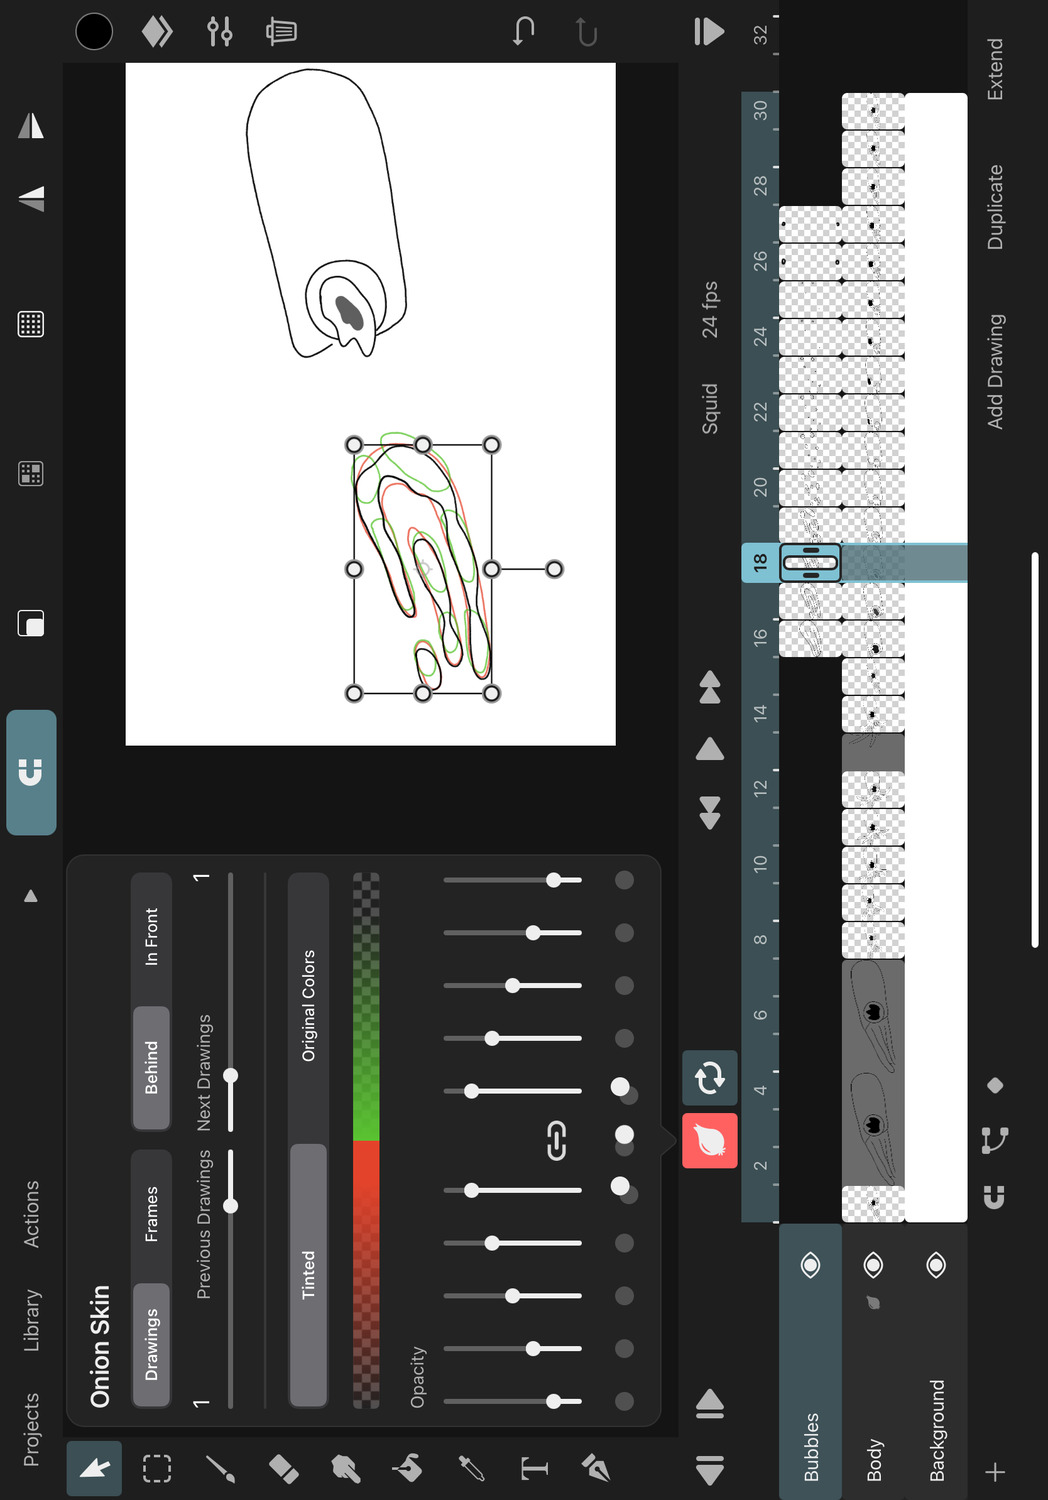 Projects Library Actions
Onion Skin
Drawings Frames Behind In Front
1 Previous Drawings Next Drawings 1
Tinted Original Colors
Opacity
T
Squid 24 fps
2 4 6 8 10 12 14 16 18 20 22 24 26 28 30 32
Bubbles
Body
Background
Add Drawing Duplicate Extend